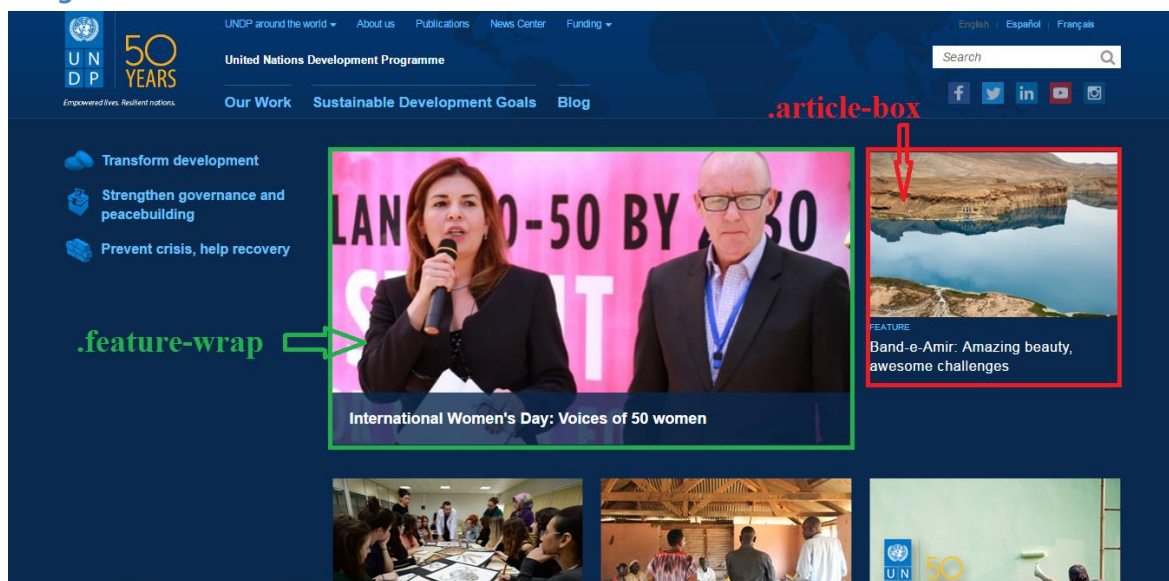 UNDP around the world About us Publications News Center Funding
English Español Français
50
YEARS
U N
D P
Empowered lives. Resilient nations.
United Nations Development Programme
Search
Our Work Sustainable Development Goals Blog
.article-box
Transform development
Strengthen governance and
peacebuilding
Prevent crisis, help recovery
.feature-wrap
-50 BY
International Women's Day: Voices of 50 women
FEATURE
Band-e-Amir: Amazing beauty,
awesome challenges
U N
50